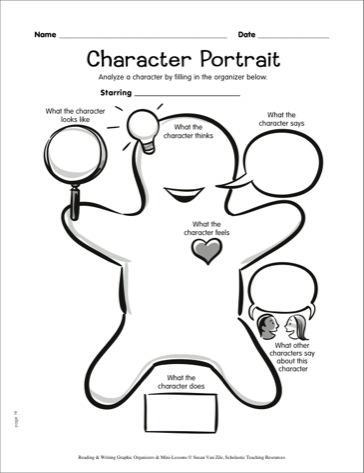 Name Date
Character Portrait
Analyze a character by filling in the organizer below.
Starring
What the character
looks like
What the
character thinks
What the
character says
What the
character feels
What other
characters say
about this
character
What the
character does
page 14
Reading & Writing Graphic Organizers & Mini-Lessons © Susan Van Zile, Scholastic Teaching Resources